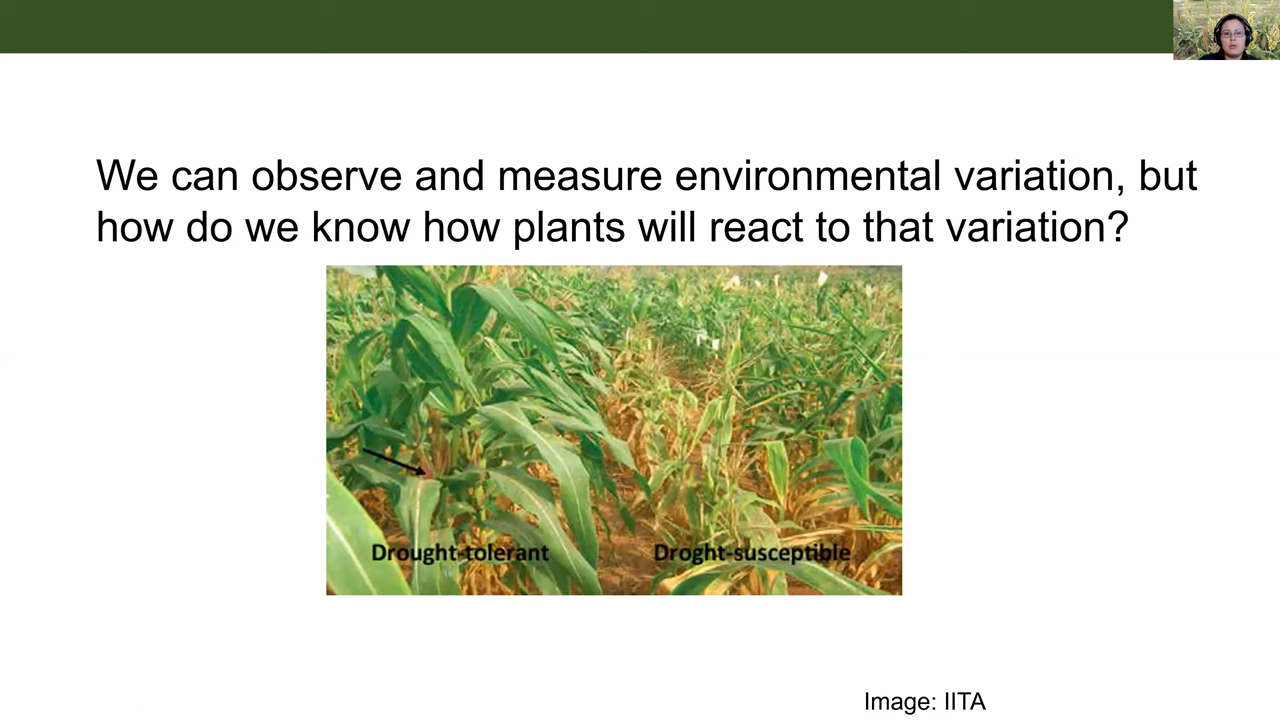 We can observe and measure environmental variation, but
how do we know how plants will react to that variation?
Drought-tolerant
Droght-susceptible
Image: IITA